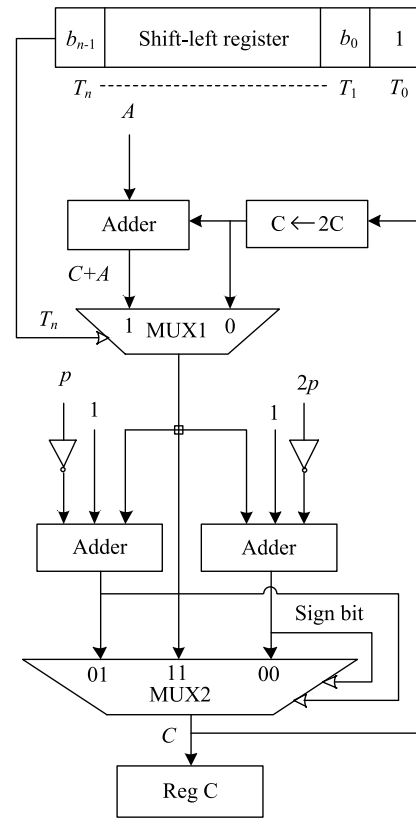 b_{n-1} Shift-left register b_0 1
T_n T_1 T_0
A
Adder C ← 2C
C+A
T_n 1 MUX1 0
p 2p
1 1
Adder Adder
Sign bit
01 11 00
MUX2
C
Reg C